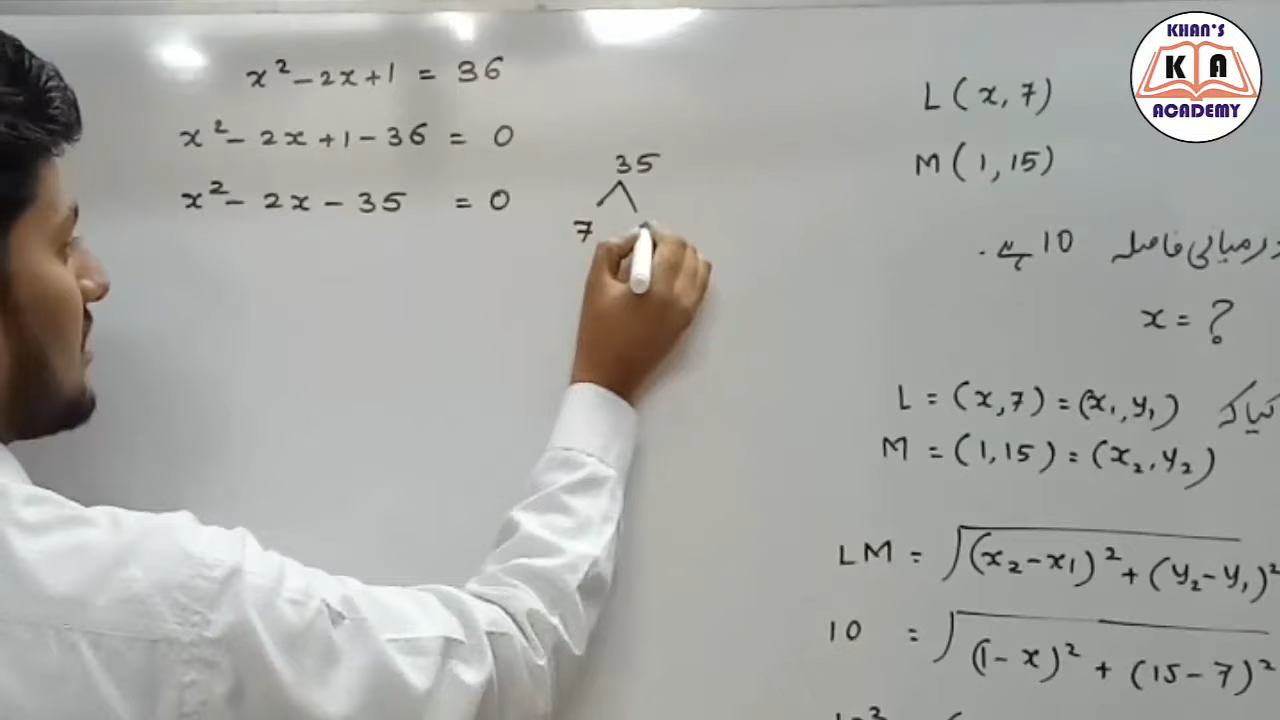 x² - 2x + 1 = 36
x² - 2x + 1 - 36 = 0
x² - 2x - 35 = 0
35
7
KHAN'S
K A
ACADEMY
L ( x, 7 )
M ( 1, 15 )
درمیانی فاصلہ 10 ہے۔
x = ?
L = (x, 7) = (x₁, y₁)
M = (1, 15) = (x₂, y₂)
LM = √(x₂ - x₁)² + (y₂ - y₁)²
10 = √(1 - x)² + (15 - 7)²